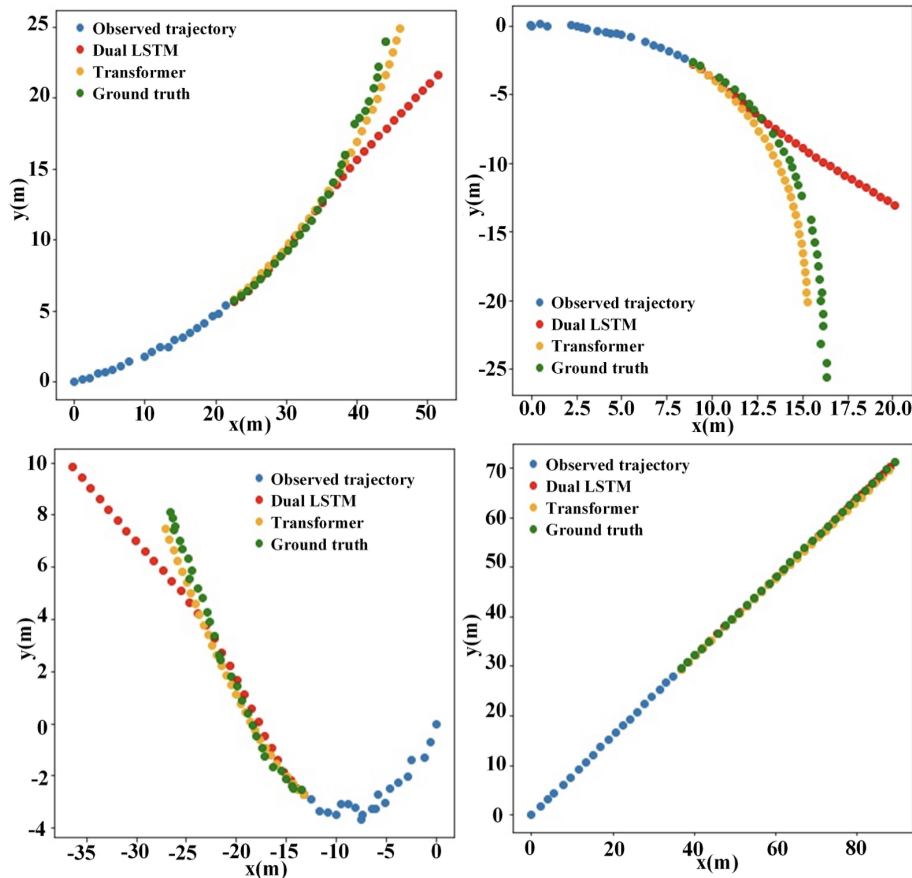 25
20
15
10
5
0
y(m)
Observed trajectory
Dual LSTM
Transformer
Ground truth
0 10 20 30 40 50
x(m)
0
-5
-10
-15
-20
-25
y(m)
Observed trajectory
Dual LSTM
Transformer
Ground truth
0.0 2.5 5.0 7.5 10.0 12.5 15.0 17.5 20.0
x(m)
10
8
6
4
2
0
-2
-4
y(m)
Observed trajectory
Dual LSTM
Transformer
Ground truth
-35 -30 -25 -20 -15 -10 -5 0
x(m)
70
60
50
40
30
20
10
0
y(m)
Observed trajectory
Dual LSTM
Transformer
Ground truth
0 20 40 60 80
x(m)